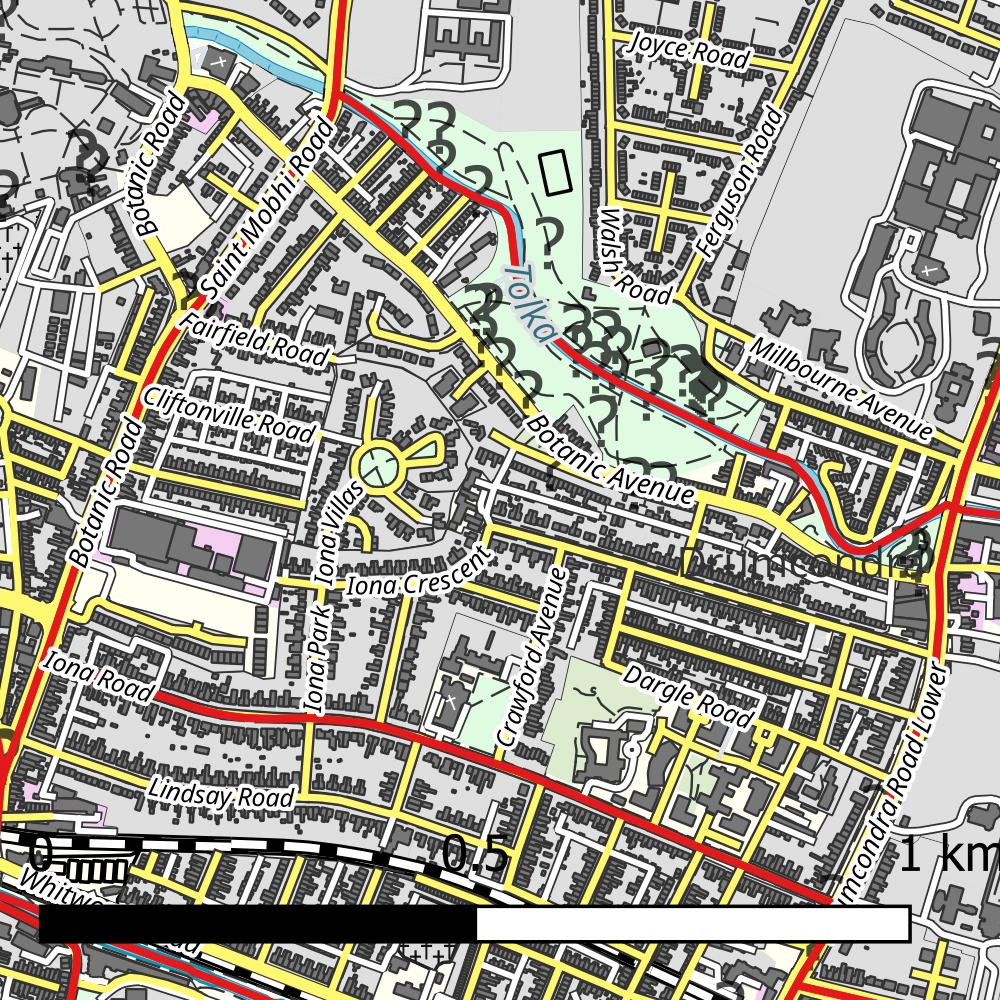 Joyce Road
Botanic Road
Saint Mobhi Road
Ferguson Road
Walsh Road
Tolka
Fairfield Road
Millbourne Avenue
Cliftonville Road
Botanic Avenue
Botanic Road
Iona Villas
Drumcondra
Iona Crescent
Crawford Avenue
Iona Park
Iona Road
Dargle Road
Lindsay Road
0
0.5
1 km